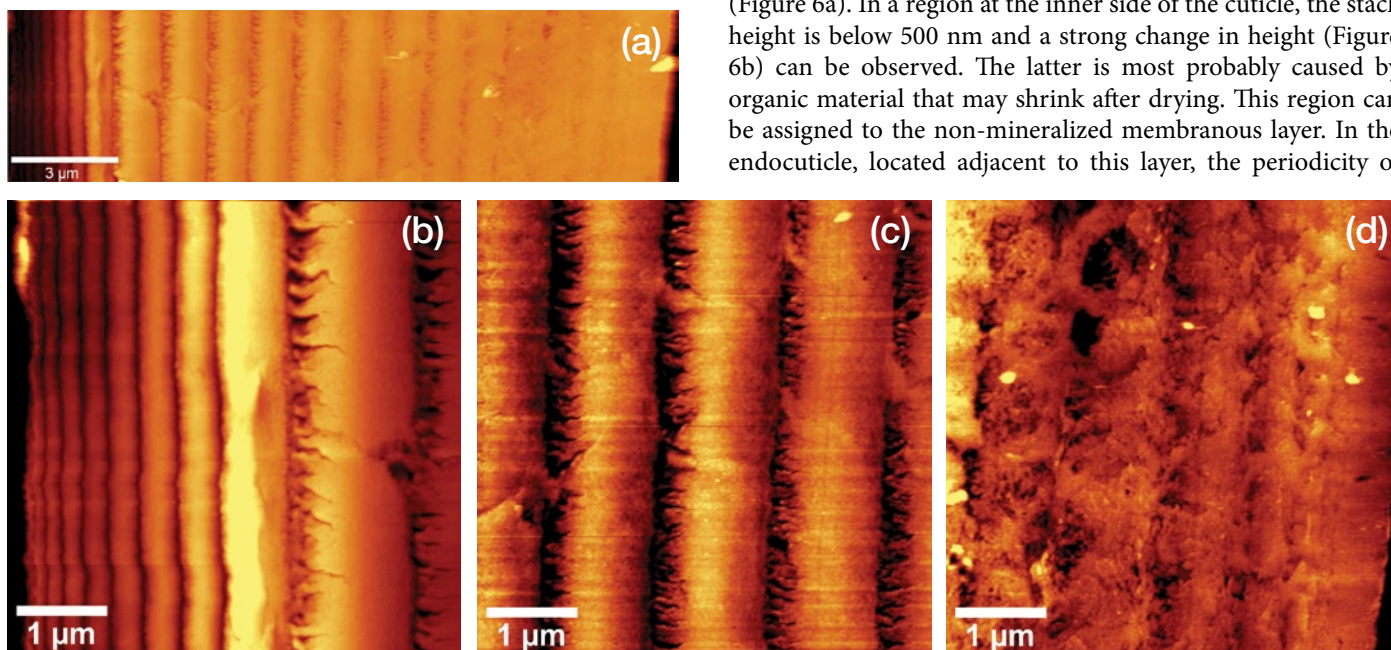 (Figure 6a). In a region at the inner side of the cuticle, the stack
height is below 500 nm and a strong change in height (Figure
6b) can be observed. The latter is most probably caused by
organic material that may shrink after drying. This region can
be assigned to the non-mineralized membranous layer. In the
endocuticle, located adjacent to this layer, the periodicity of
(a)
3 µm
(b)
1 µm
(c)
1 µm
(d)
1 µm